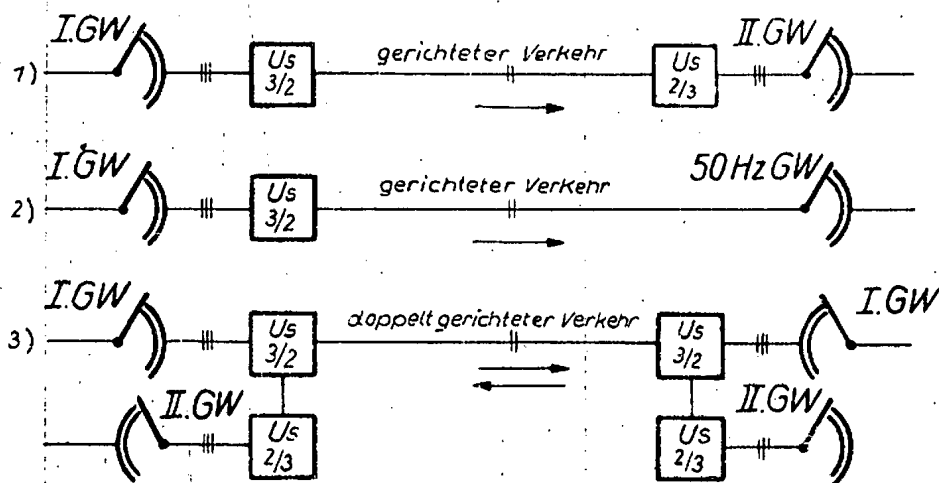 I.GW
II.GW
1)
Us
3/2
gerichteter Verkehr
Us
2/3
I.GW
50 Hz GW
2)
Us
3/2
gerichteter Verkehr
I.GW
I.GW
3)
Us
3/2
doppelt gerichteter Verkehr
Us
3/2
II.GW
II.GW
Us
2/3
Us
2/3